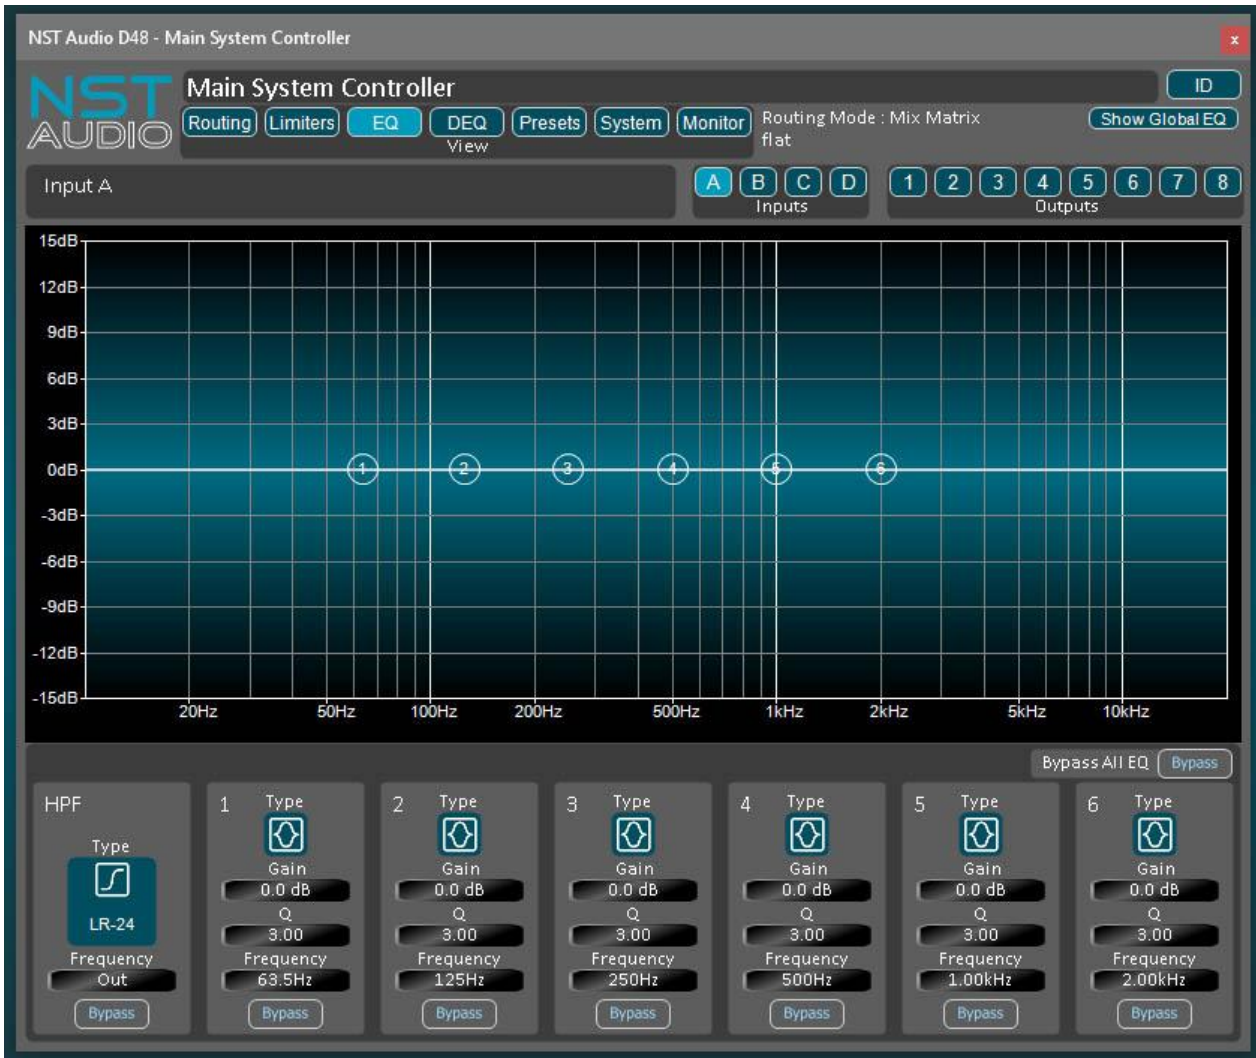 NST Audio D48 - Main System Controller
x
NST
AUDIO
Main System Controller
ID
Routing Limiters EQ DEQ Presets System Monitor
View
Routing Mode : Mix Matrix
flat
Show Global EQ
Input A
A B C D
Inputs
1 2 3 4 5 6 7 8
Outputs
15dB
12dB
9dB
6dB
3dB
0dB
-3dB
-6dB
-9dB
-12dB
-15dB
1 2 3 4 5 6
20Hz 50Hz 100Hz 200Hz 500Hz 1kHz 2kHz 5kHz 10kHz
Bypass All EQ Bypass
HPF
Type
LR-24
Frequency
Out
Bypass
1 Type
Gain
0.0 dB
Q
3.00
Frequency
63.5Hz
Bypass
2 Type
Gain
0.0 dB
Q
3.00
Frequency
125Hz
Bypass
3 Type
Gain
0.0 dB
Q
3.00
Frequency
250Hz
Bypass
4 Type
Gain
0.0 dB
Q
3.00
Frequency
500Hz
Bypass
5 Type
Gain
0.0 dB
Q
3.00
Frequency
1.00kHz
Bypass
6 Type
Gain
0.0 dB
Q
3.00
Frequency
2.00kHz
Bypass